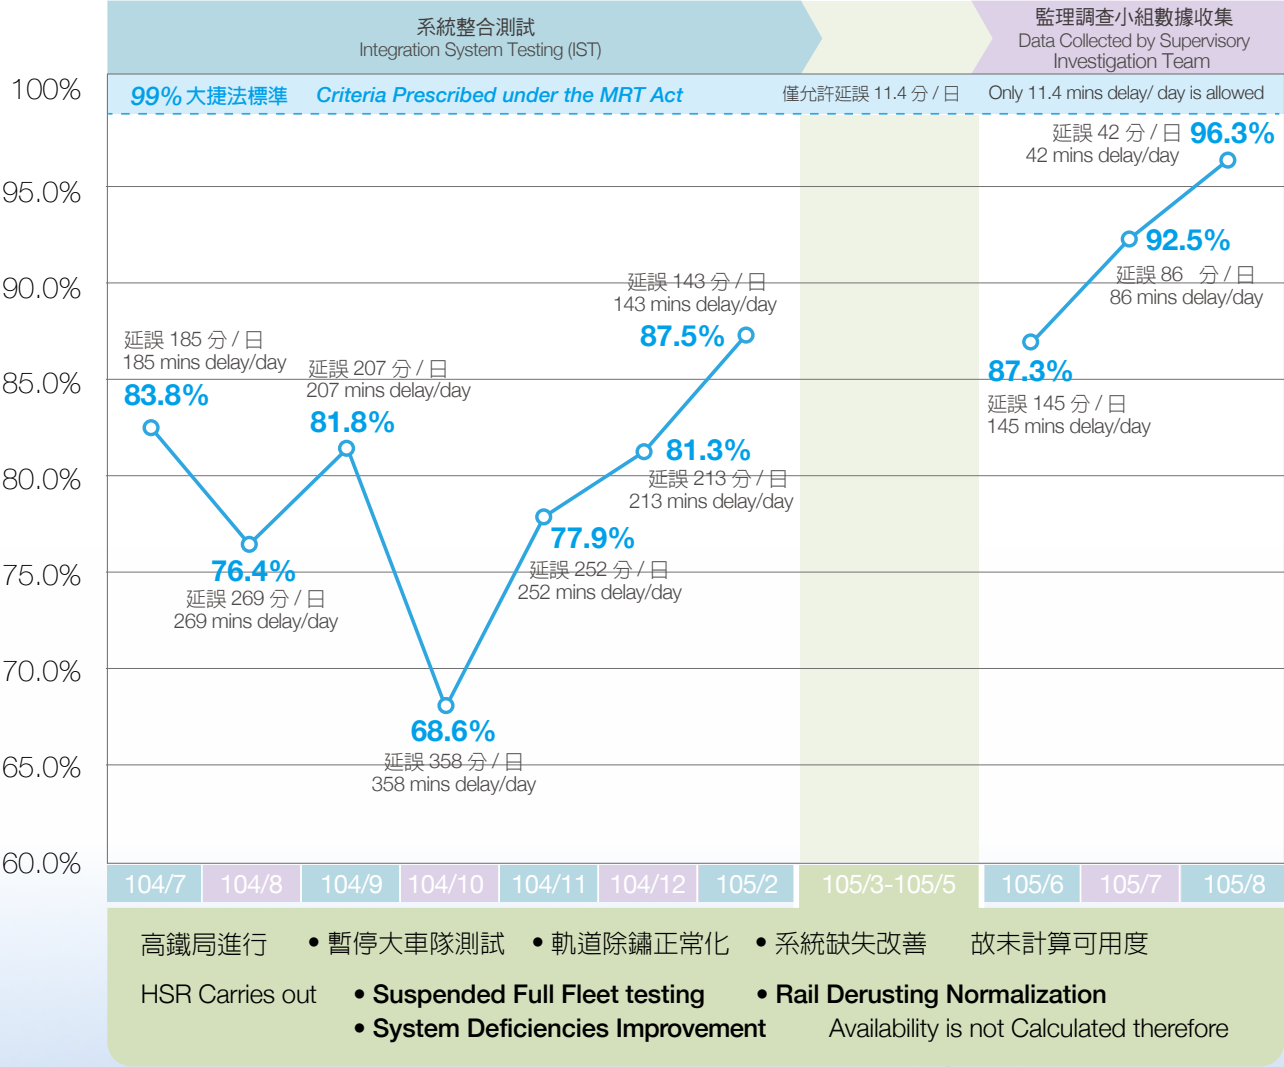 系統整合測試
Integration System Testing (IST)
監理調查小組數據收集
Data Collected by Supervisory
Investigation Team
100%
99% 大捷法標準 Criteria Prescribed under the MRT Act 僅允許延誤 11.4 分 / 日 Only 11.4 mins delay/ day is allowed
延誤 42 分 / 日 96.3%
42 mins delay/day
95.0%
92.5%
延誤 86 分 / 日
86 mins delay/day
90.0%
延誤 143 分 / 日
143 mins delay/day
87.5%
延誤 185 分 / 日
185 mins delay/day
83.8%
延誤 207 分 / 日
207 mins delay/day
81.8%
87.3%
延誤 145 分 / 日
145 mins delay/day
85.0%
81.3%
延誤 213 分 / 日
213 mins delay/day
80.0%
77.9%
延誤 252 分 / 日
252 mins delay/day
76.4%
延誤 269 分 / 日
269 mins delay/day
75.0%
70.0%
68.6%
延誤 358 分 / 日
358 mins delay/day
65.0%
60.0%
104/7 104/8 104/9 104/10 104/11 104/12 105/2 105/3-105/5 105/6 105/7 105/8
高鐵局進行 • 暫停大車隊測試 • 軌道除鏽正常化 • 系統缺失改善 故未計算可用度
HSR Carries out • Suspended Full Fleet testing • Rail Derusting Normalization
• System Deficiencies Improvement Availability is not Calculated therefore